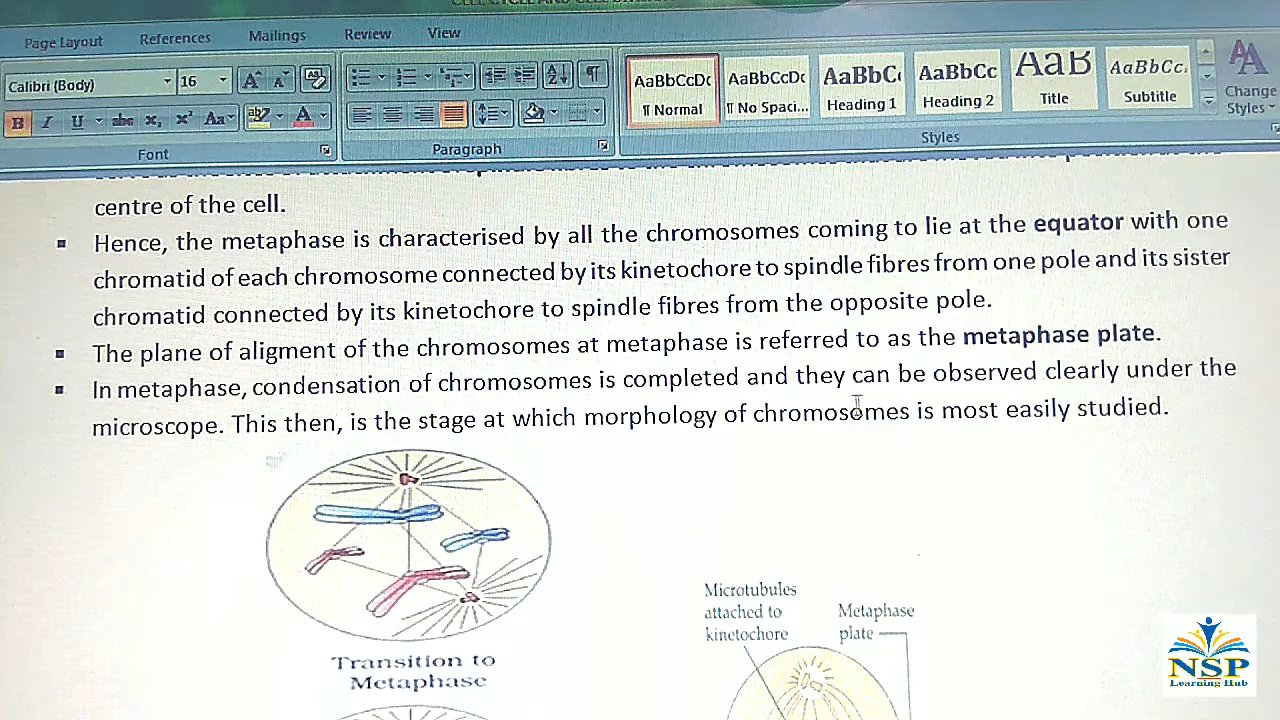 Page Layout References Mailings Review View
Calibri (Body) 16
AaBbCcDc AaBbCcDc AaBbC AaBbCc AaB AaBbCc.
¶ Normal ¶ No Spaci... Heading 1 Heading 2 Title Subtitle
Change
Styles
Font Paragraph Styles
centre of the cell.
▪ Hence, the metaphase is characterised by all the chromosomes coming to lie at the equator with one
chromatid of each chromosome connected by its kinetochore to spindle fibres from one pole and its sister
chromatid connected by its kinetochore to spindle fibres from the opposite pole.
▪ The plane of aligment of the chromosomes at metaphase is referred to as the metaphase plate.
▪ In metaphase, condensation of chromosomes is completed and they can be observed clearly under the
microscope. This then, is the stage at which morphology of chromosomes is most easily studied.
Transition to
Metaphase
Microtubules
attached to
kinetochore
Metaphase
plate
NSP
Learning Hub